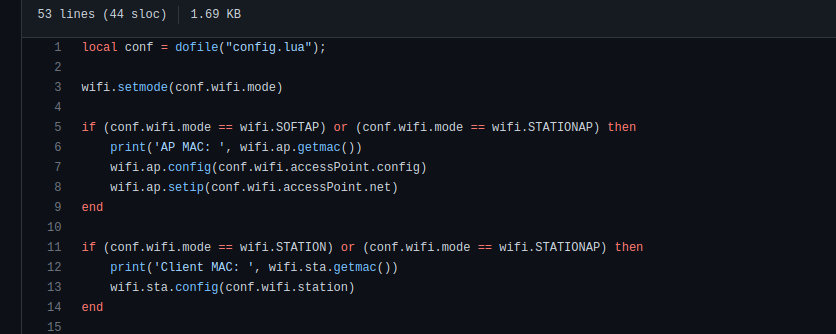 53 lines (44 sloc) 1.69 KB
1 local conf = dofile("config.lua");
2
3 wifi.setmode(conf.wifi.mode)
4
5 if (conf.wifi.mode == wifi.SOFTAP) or (conf.wifi.mode == wifi.STATIONAP) then
6     print('AP MAC: ', wifi.ap.getmac())
7     wifi.ap.config(conf.wifi.accessPoint.config)
8     wifi.ap.setip(conf.wifi.accessPoint.net)
9 end
10
11 if (conf.wifi.mode == wifi.STATION) or (conf.wifi.mode == wifi.STATIONAP) then
12     print('Client MAC: ', wifi.sta.getmac())
13     wifi.sta.config(conf.wifi.station)
14 end
15